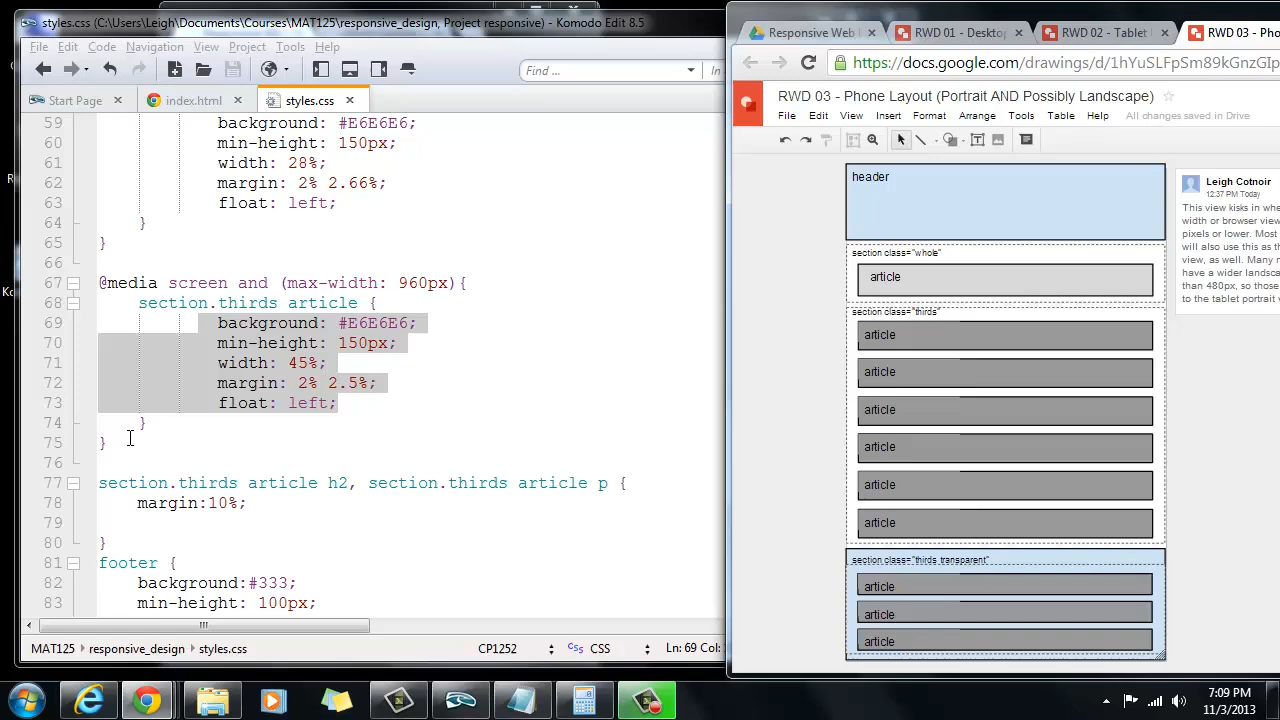 styles.css (C:\Users\Leigh\Documents\Courses\MAT125\responsive_design, Project responsive) - Komodo Edit 8.5
File Edit Code Navigation View Project Tools Help
Find ...
In
Start Page
index.html
styles.css
59 background: #E6E6E6;
60 min-height: 150px;
61 width: 28%;
62 margin: 2% 2.66%;
63 float: left;
64 }
65 }
66
67 @media screen and (max-width: 960px){
68 section.thirds article {
69 background: #E6E6E6;
70 min-height: 150px;
71 width: 45%;
72 margin: 2% 2.5%;
73 float: left;
74 }
75 }
76
77 section.thirds article h2, section.thirds article p {
78 margin:10%;
79
80 }
81 footer {
82 background:#333;
83 min-height: 100px;
MAT125 responsive_design styles.css
CP1252
CSS
Ln: 69 Col:
Responsive Web
RWD 01 - Desktop
RWD 02 - Tablet
RWD 03 - Pho
https://docs.google.com/drawings/d/1hYuSLFpSm89kGnzGIp
RWD 03 - Phone Layout (Portrait AND Possibly Landscape)
File Edit View Insert Format Arrange Tools Table Help All changes saved in Drive
header
section class="whole"
article
section class="thirds"
article
article
article
article
article
article
section class="thirds transparent"
article
article
article
Leigh Cotnoir
12:37 PM Today
This view kisks in whe
width or browser view
pixels or lower. Most
will also use this as th
view, as well. Many
have a wider landsca
than 480px, so those
to the tablet portrait
7:09 PM
11/3/2013